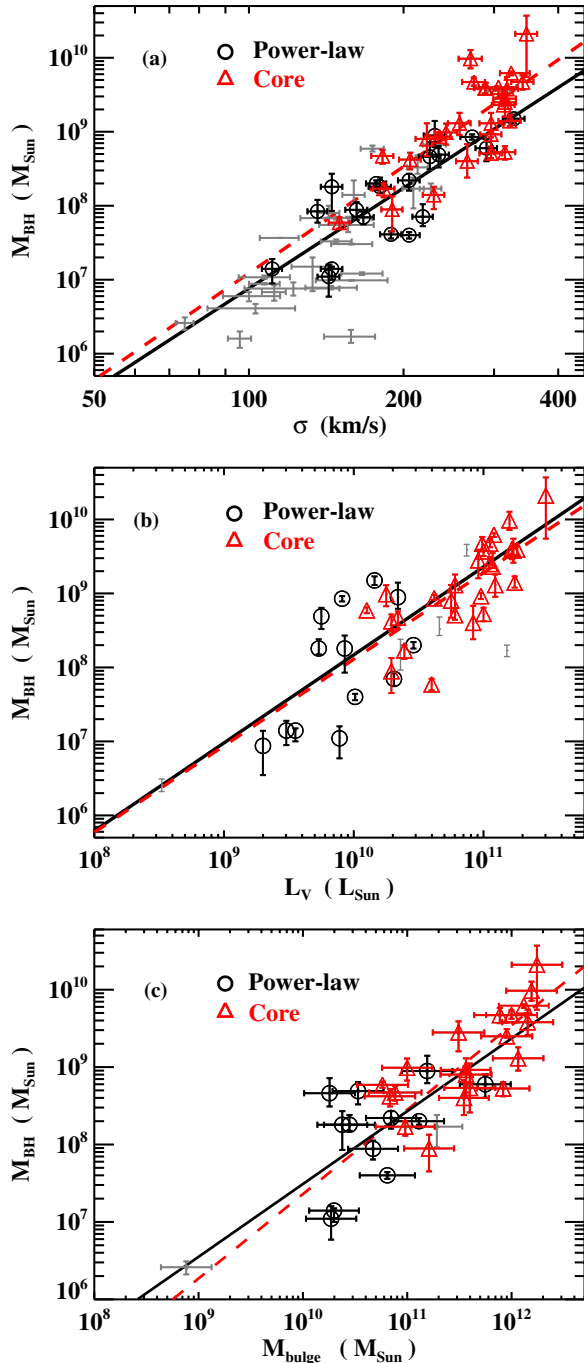 (a)
Power-law
Core
10^10
10^9
10^8
10^7
10^6
M_BH ( M_Sun )
50 100 200 400
σ (km/s)
(b)
Power-law
Core
10^10
10^9
10^8
10^7
10^6
M_BH ( M_Sun )
10^8 10^9 10^10 10^11
L_V ( L_Sun )
(c)
Power-law
Core
10^10
10^9
10^8
10^7
10^6
M_BH ( M_Sun )
10^8 10^9 10^10 10^11 10^12
M_bulge ( M_Sun )